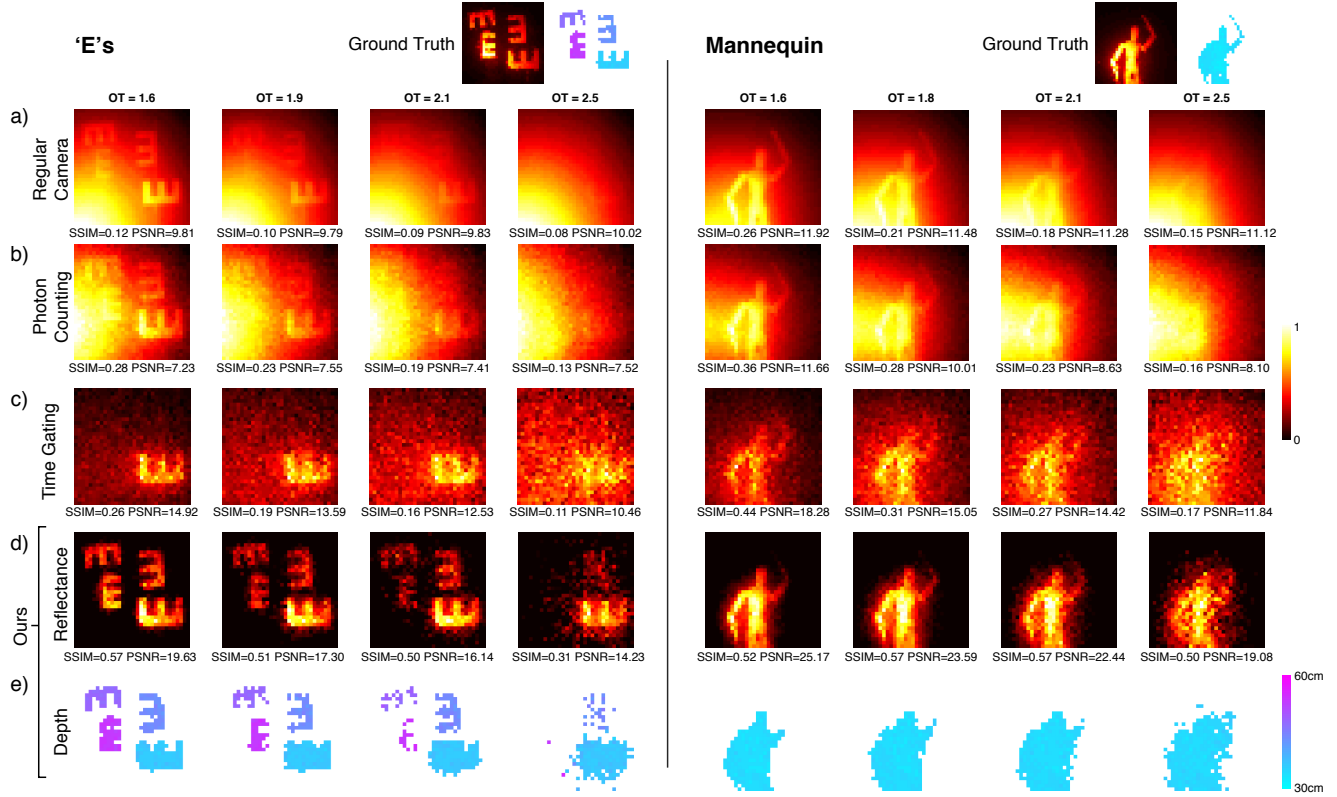 'E's
Ground Truth
Mannequin
Ground Truth
OT = 1.6 OT = 1.9 OT = 2.1 OT = 2.5 OT = 1.6 OT = 1.8 OT = 2.1 OT = 2.5
a)
Regular Camera
SSIM=0.12 PSNR=9.81 SSIM=0.10 PSNR=9.79 SSIM=0.09 PSNR=9.83 SSIM=0.08 PSNR=10.02 SSIM=0.26 PSNR=11.92 SSIM=0.21 PSNR=11.48 SSIM=0.18 PSNR=11.28 SSIM=0.15 PSNR=11.12
b)
Photon Counting
SSIM=0.28 PSNR=7.23 SSIM=0.23 PSNR=7.55 SSIM=0.19 PSNR=7.41 SSIM=0.13 PSNR=7.52 SSIM=0.36 PSNR=11.66 SSIM=0.28 PSNR=10.01 SSIM=0.23 PSNR=8.63 SSIM=0.16 PSNR=8.10
1
0
c)
Time Gating
SSIM=0.26 PSNR=14.92 SSIM=0.19 PSNR=13.59 SSIM=0.16 PSNR=12.53 SSIM=0.11 PSNR=10.46 SSIM=0.44 PSNR=18.28 SSIM=0.31 PSNR=15.05 SSIM=0.27 PSNR=14.42 SSIM=0.17 PSNR=11.84
Ours
d)
Reflectance
SSIM=0.57 PSNR=19.63 SSIM=0.51 PSNR=17.30 SSIM=0.50 PSNR=16.14 SSIM=0.31 PSNR=14.23 SSIM=0.52 PSNR=25.17 SSIM=0.57 PSNR=23.59 SSIM=0.57 PSNR=22.44 SSIM=0.50 PSNR=19.08
e)
Depth
60cm
30cm